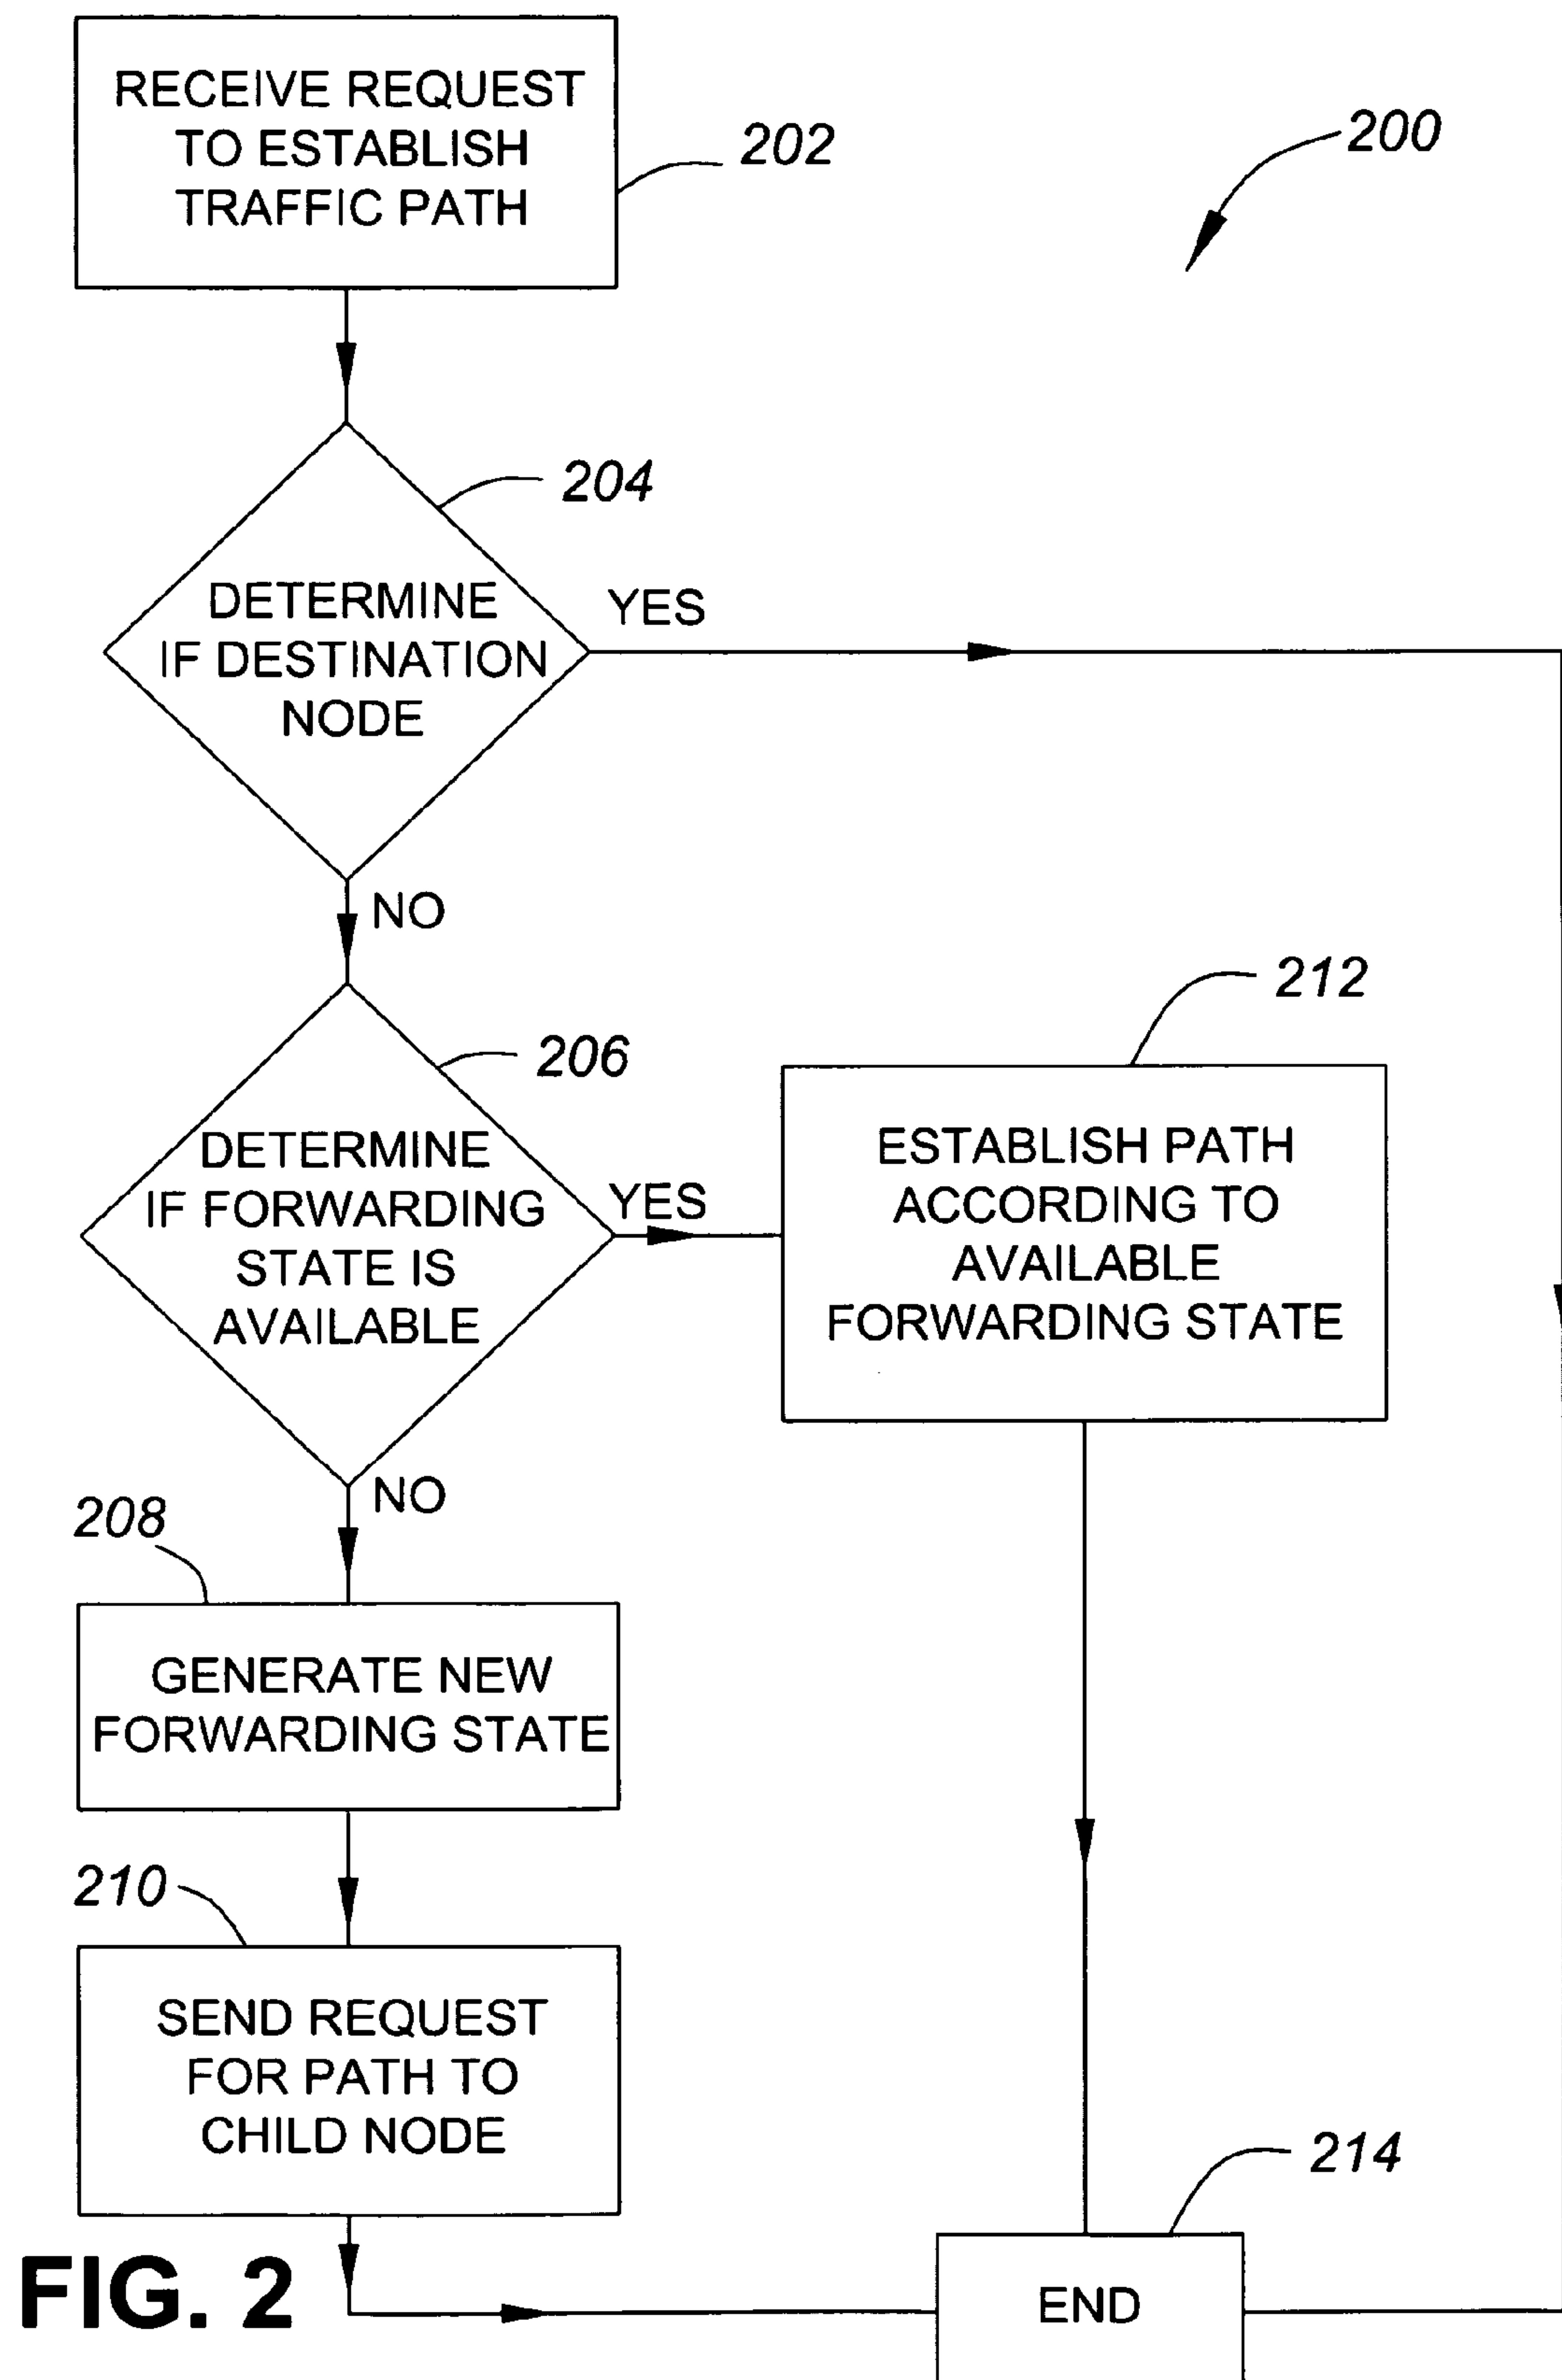 RECEIVE REQUEST
TO ESTABLISH
TRAFFIC PATH
202
200
204
DETERMINE
IF DESTINATION
NODE
YES
NO
206
DETERMINE
IF FORWARDING
STATE IS
AVAILABLE
YES
212
ESTABLISH PATH
ACCORDING TO
AVAILABLE
FORWARDING STATE
NO
208
GENERATE NEW
FORWARDING STATE
210
SEND REQUEST
FOR PATH TO
CHILD NODE
214
END
FIG. 2